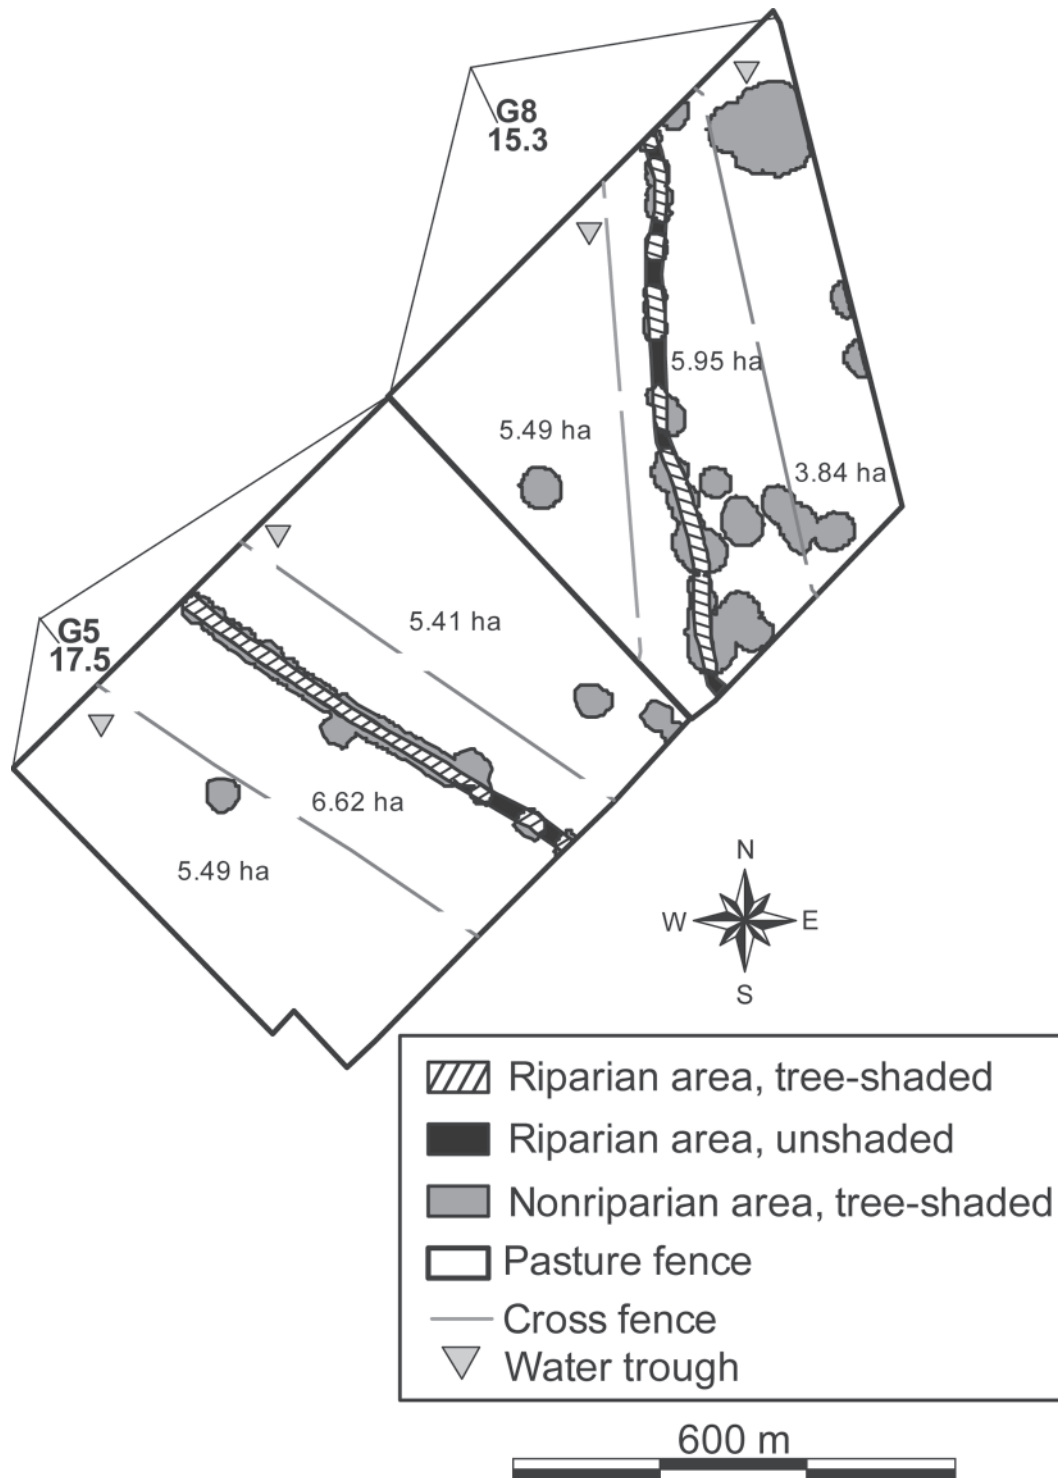 G8
15.3
5.95 ha
5.49 ha
3.84 ha
G5
17.5
5.41 ha
6.62 ha
5.49 ha
N
W
E
S
Riparian area, tree-shaded
Riparian area, unshaded
Nonriparian area, tree-shaded
Pasture fence
Cross fence
Water trough
600 m